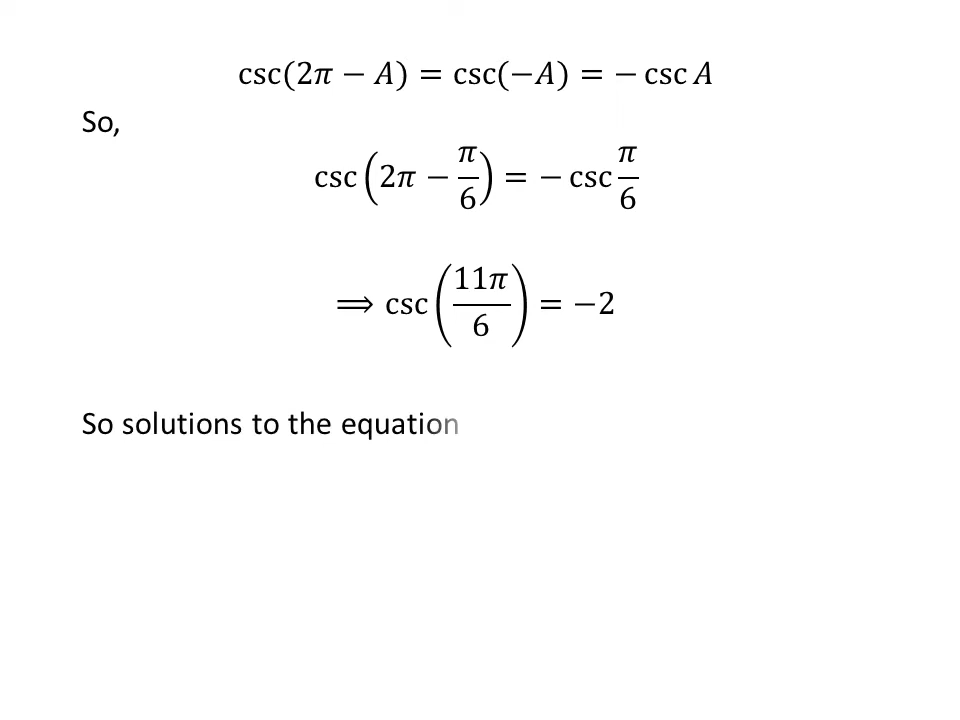 csc(2π − A) = csc(−A) = − csc A
So,
csc(2π − π/6) = − csc π/6
⟹ csc(11π/6) = −2
So solutions to the equation